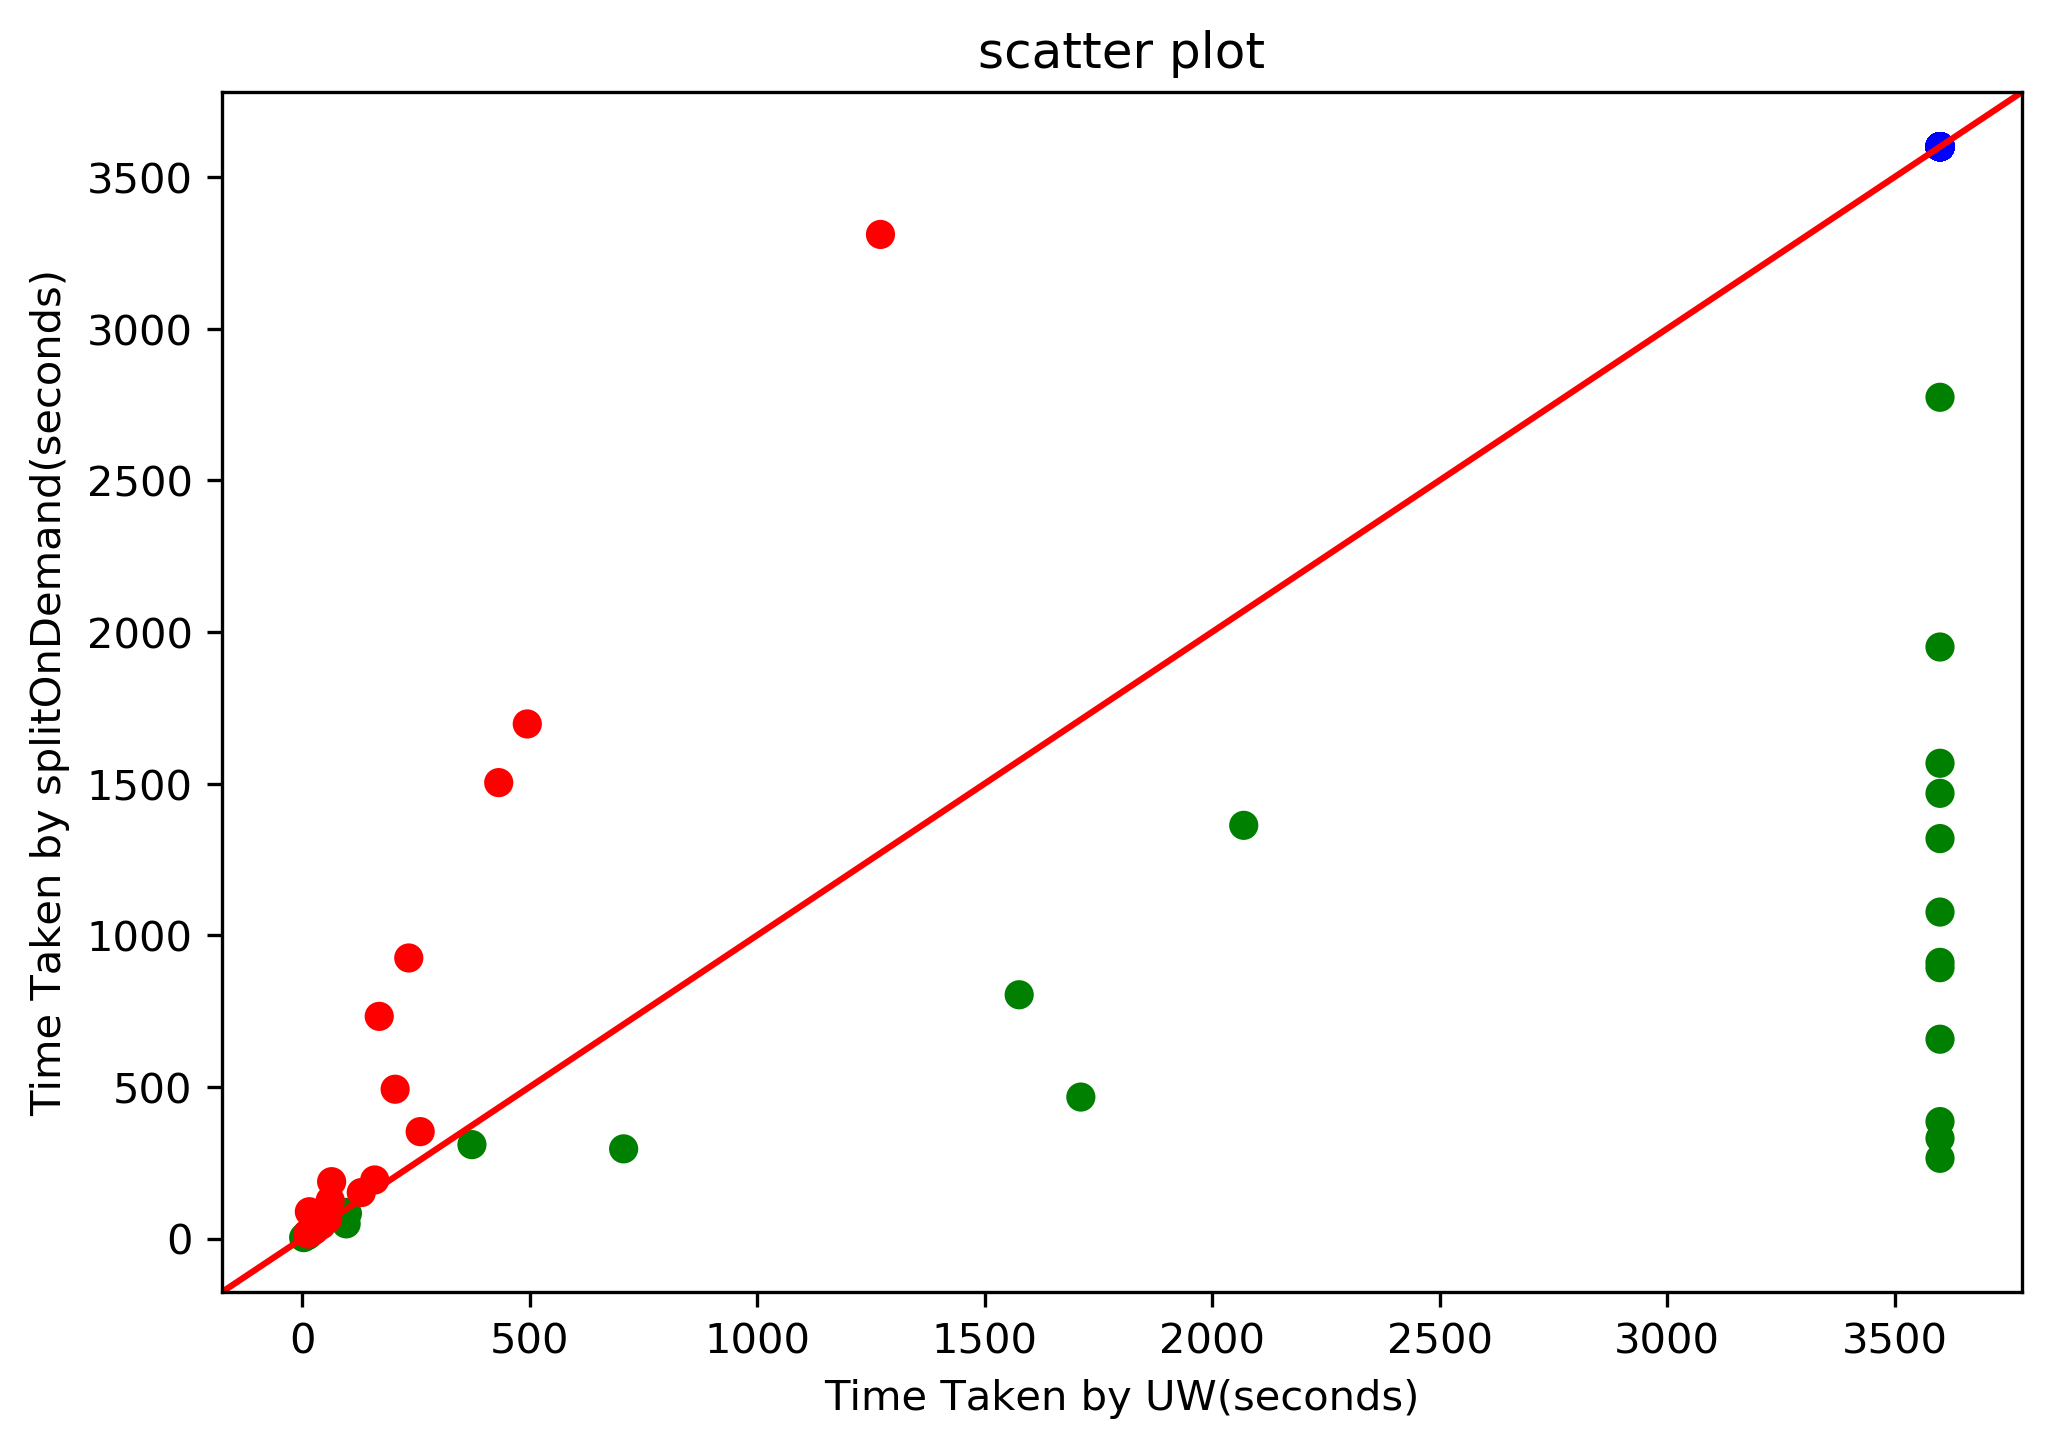 scatter plot
Time Taken by splitOnDemand(seconds)
3500
3000
2500
2000
1500
1000
500
0
0 500 1000 1500 2000 2500 3000 3500
Time Taken by UW(seconds)